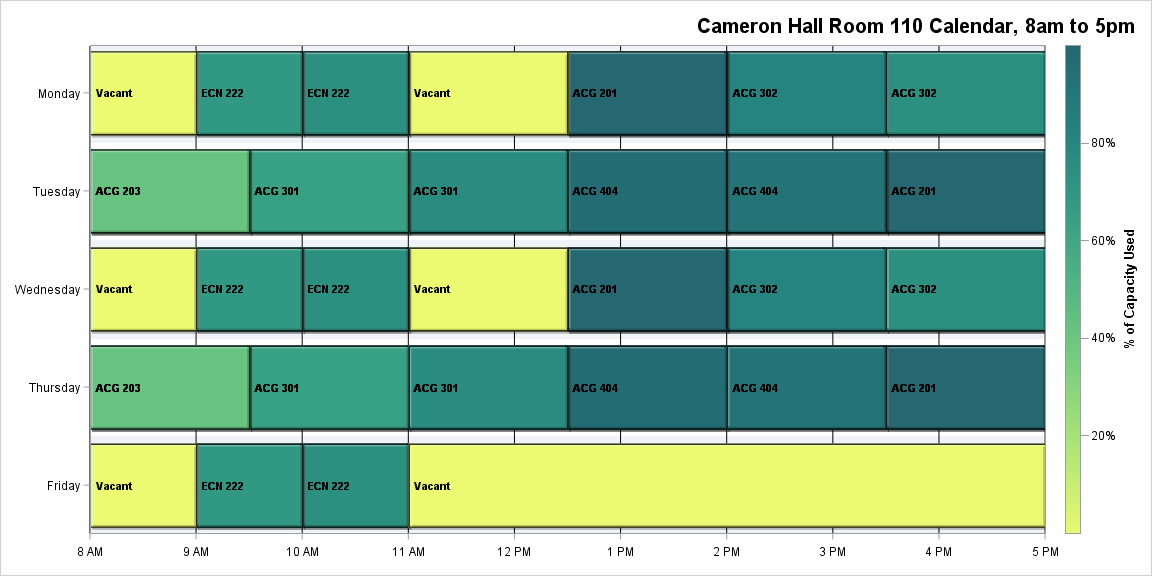 Cameron Hall Room 110 Calendar, 8am to 5pm
Monday
Vacant
ECN 222
ECN 222
Vacant
ACG 201
ACG 302
ACG 302
Tuesday
ACG 203
ACG 301
ACG 301
ACG 404
ACG 404
ACG 201
Wednesday
Vacant
ECN 222
ECN 222
Vacant
ACG 201
ACG 302
ACG 302
Thursday
ACG 203
ACG 301
ACG 301
ACG 404
ACG 404
ACG 201
Friday
Vacant
ECN 222
ECN 222
Vacant
8 AM
9 AM
10 AM
11 AM
12 PM
1 PM
2 PM
3 PM
4 PM
5 PM
80%
60%
40%
20%
% of Capacity Used